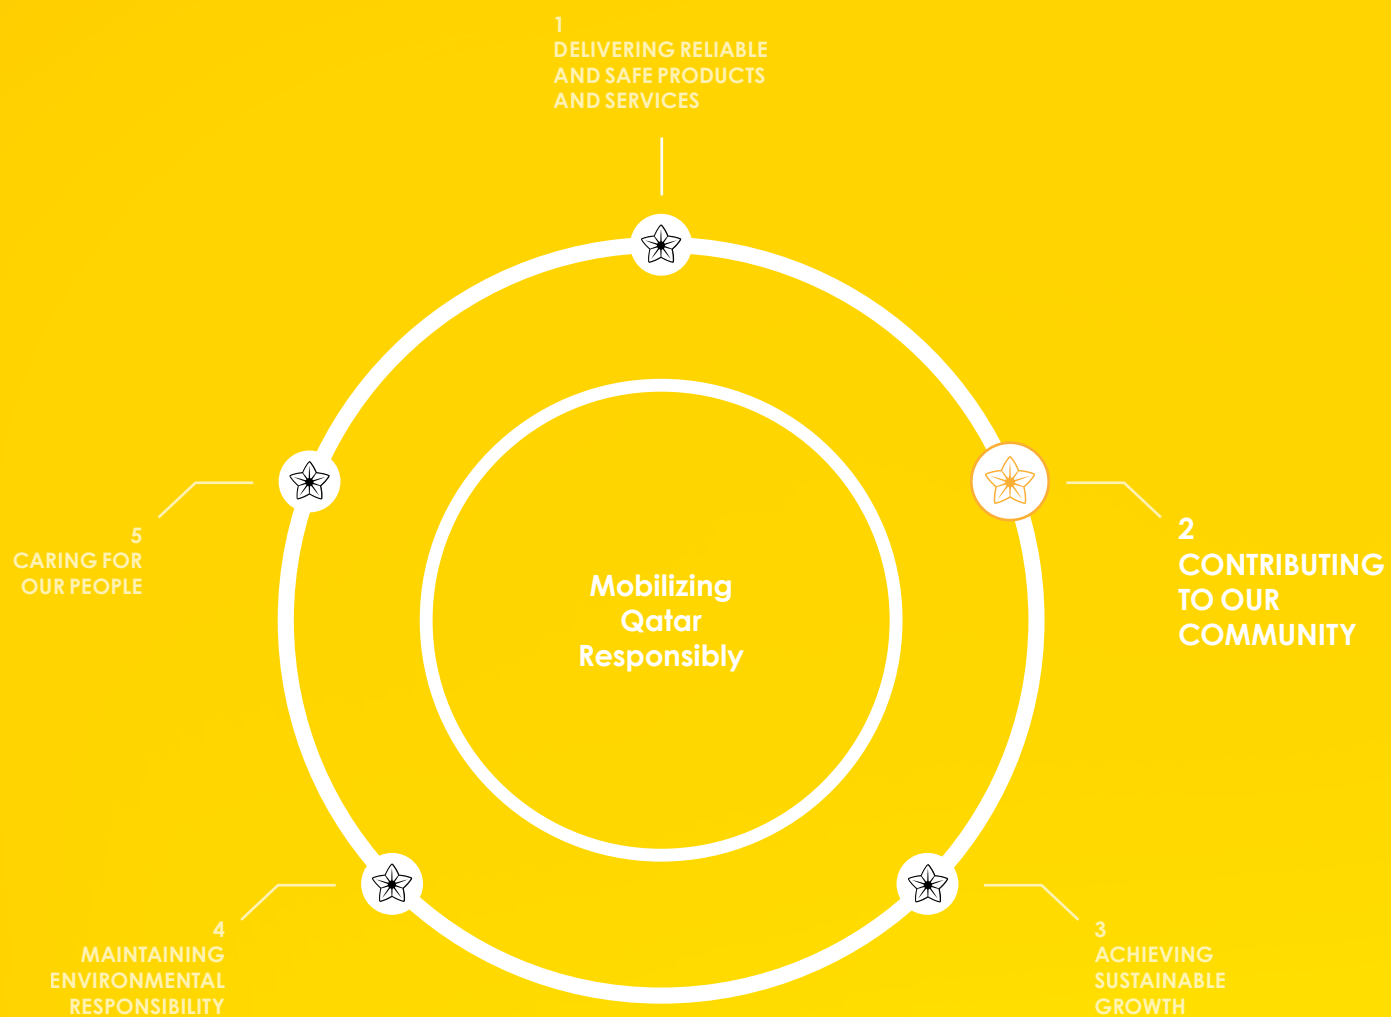 1
DELIVERING RELIABLE
AND SAFE PRODUCTS
AND SERVICES
2
CONTRIBUTING
TO OUR
COMMUNITY
5
CARING FOR
OUR PEOPLE
Mobilizing
Qatar
Responsibly
4
MAINTAINING
ENVIRONMENTAL
RESPONSIBILITY
3
ACHIEVING
SUSTAINABLE
GROWTH